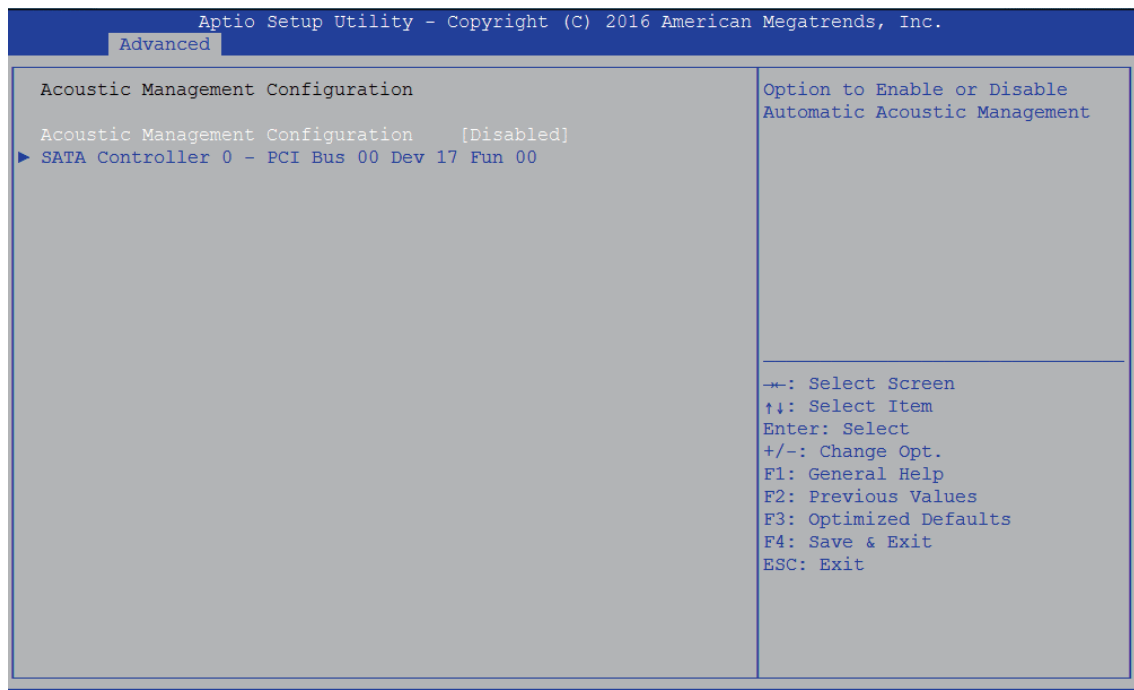 Aptio Setup Utility - Copyright (C) 2016 American Megatrends, Inc.
Advanced
Acoustic Management Configuration
Acoustic Management Configuration [Disabled]
► SATA Controller 0 - PCI Bus 00 Dev 17 Fun 00
Option to Enable or Disable
Automatic Acoustic Management
→←: Select Screen
↑↓: Select Item
Enter: Select
+/-: Change Opt.
F1: General Help
F2: Previous Values
F3: Optimized Defaults
F4: Save & Exit
ESC: Exit